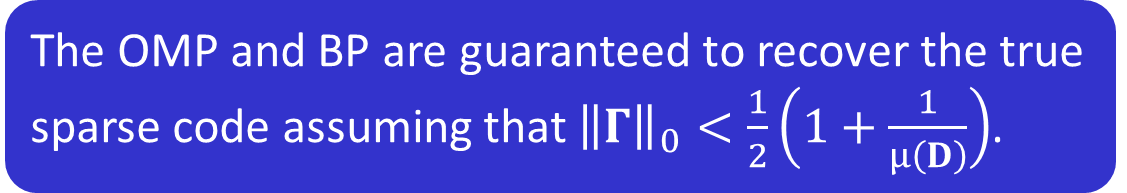 The OMP and BP are guaranteed to recover the true
sparse code assuming that ‖𝚪‖₀ < 1/2 (1 + 1/μ(𝐃)).